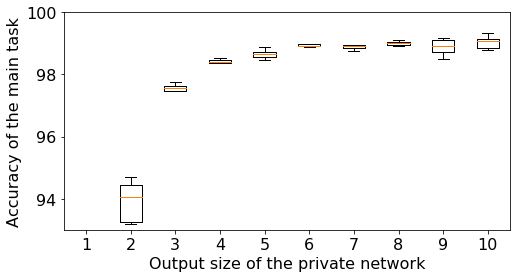 Accuracy of the main task
100
98
96
94
1 2 3 4 5 6 7 8 9 10
Output size of the private network